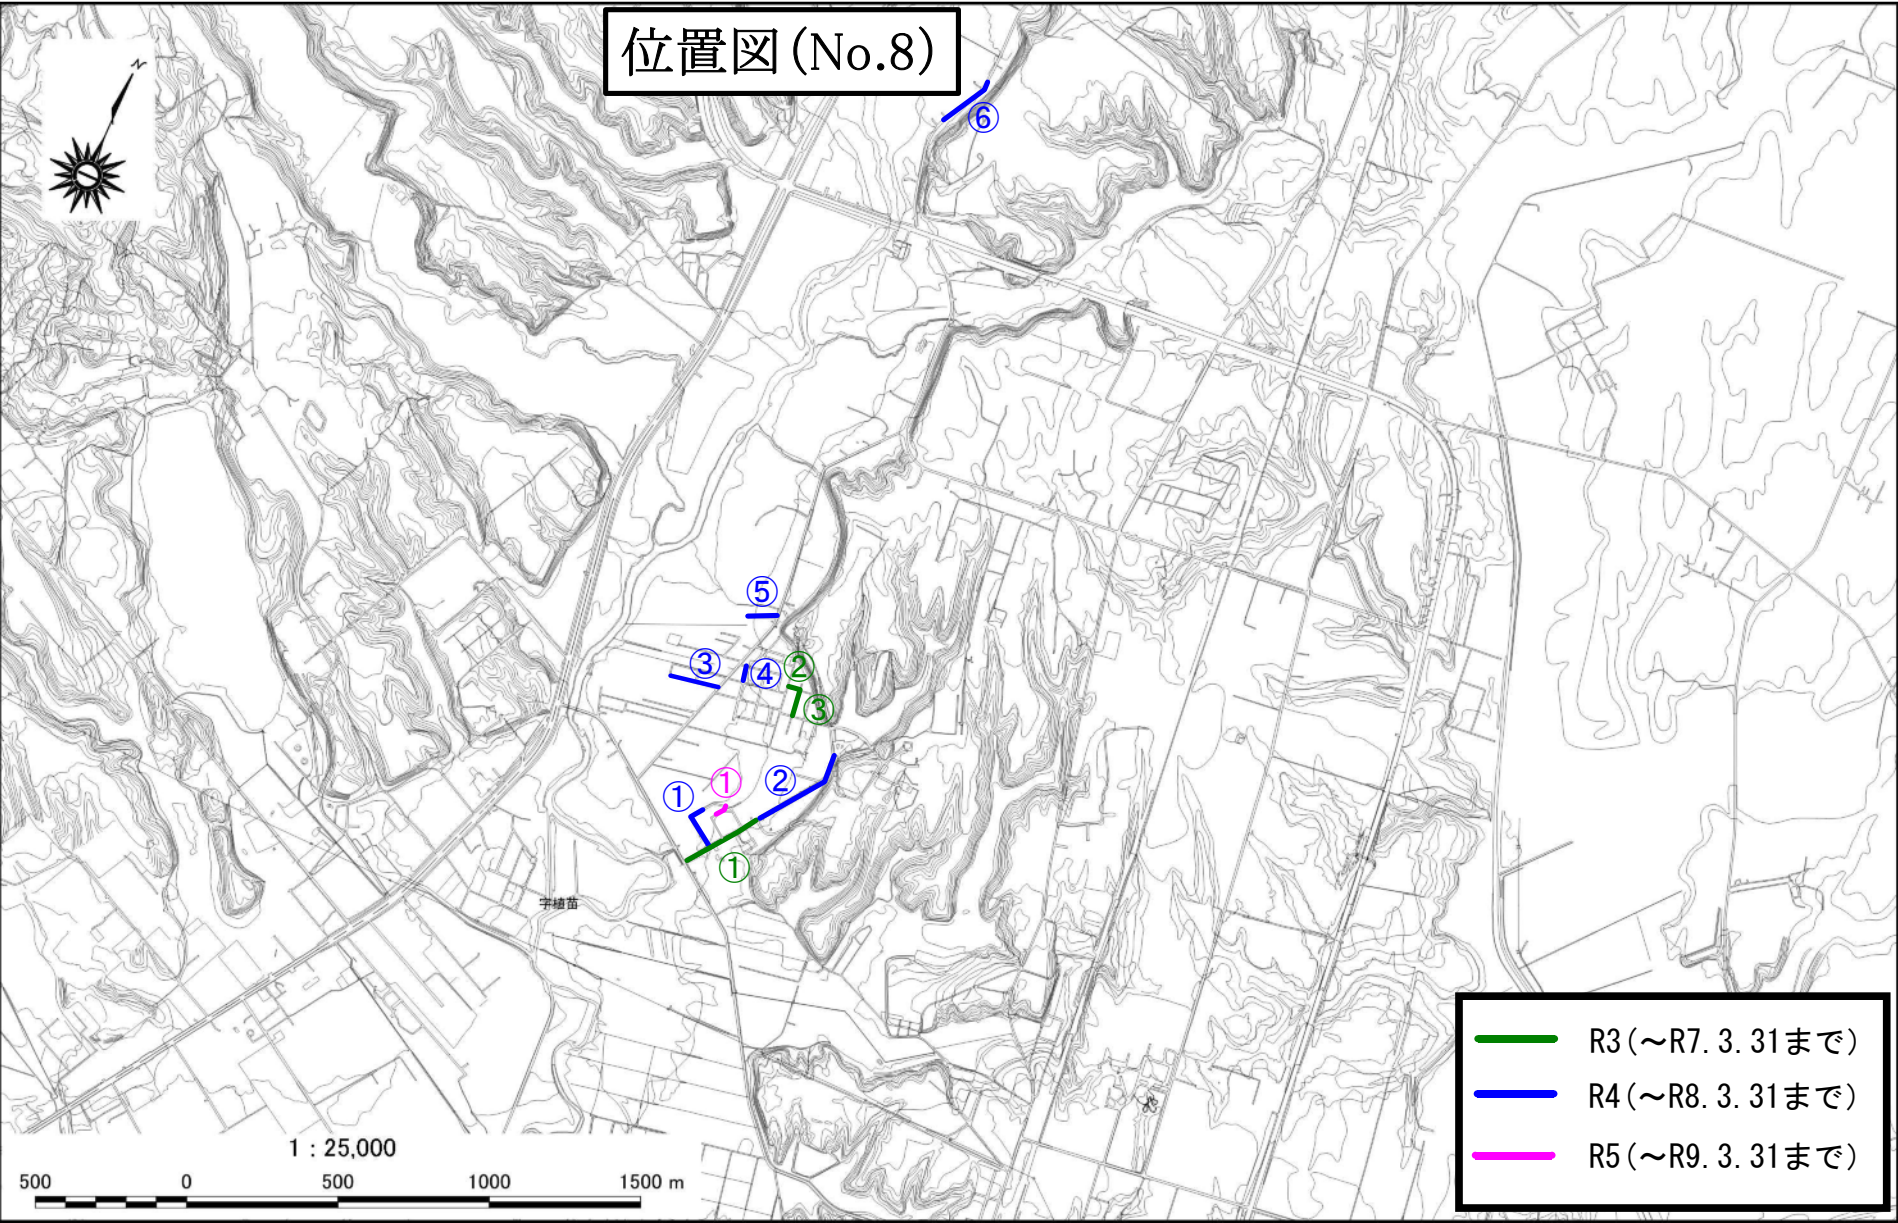 位置図(No.8)
N
⑥
⑤
③
④
②
③
①
①
②
①
字植苗
R3(～R7.3.31まで)
R4(～R8.3.31まで)
R5(～R9.3.31まで)
1 : 25,000
500 0 500 1000 1500 m